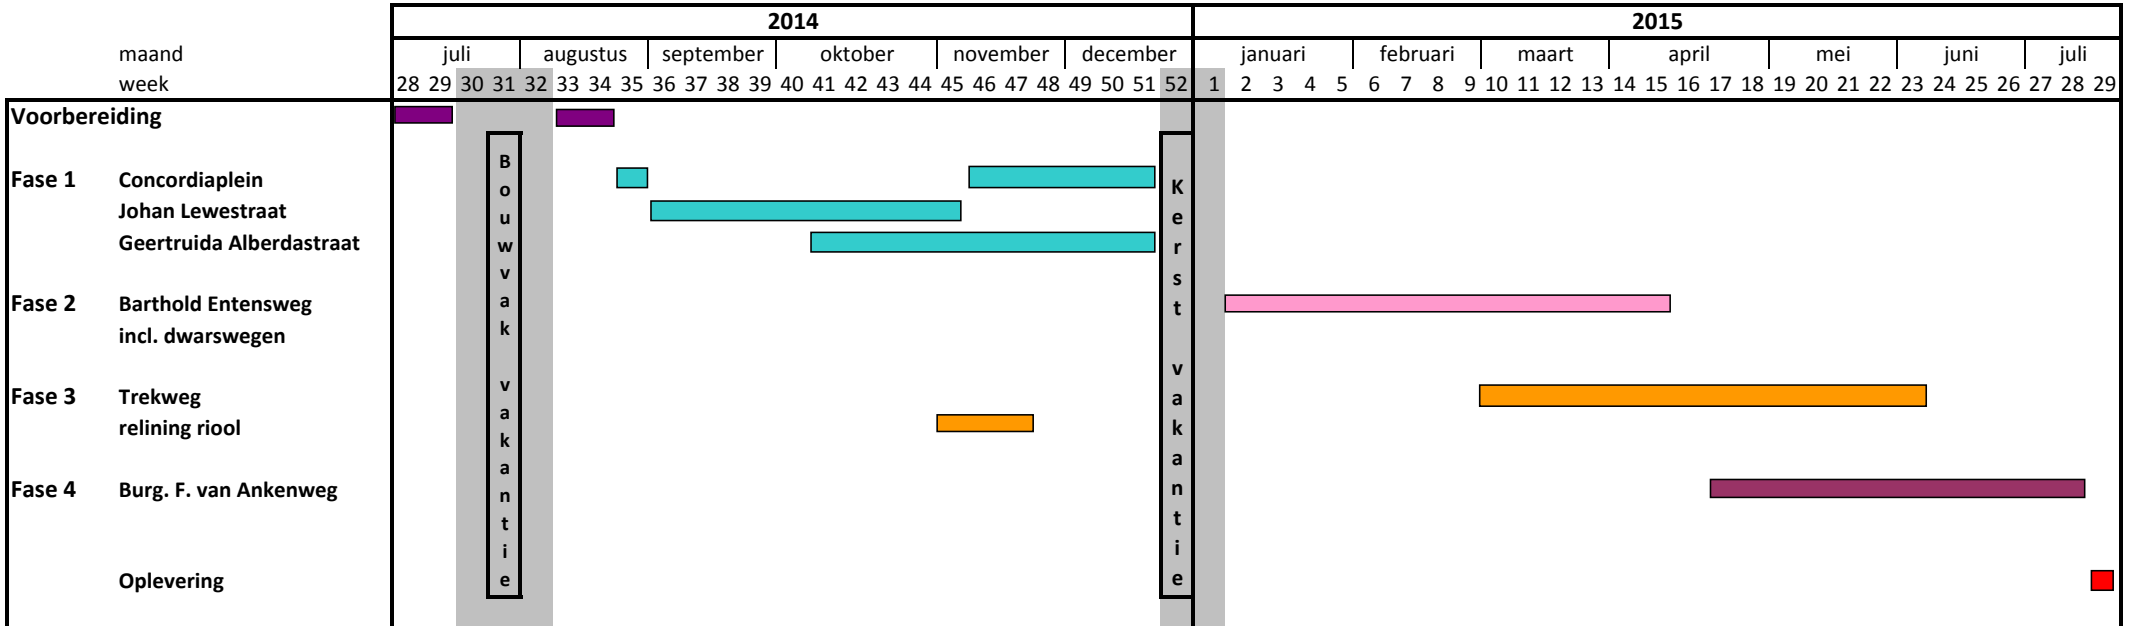 2014 2015
maand juli augustus september oktober november december januari februari maart april mei juni juli
week 28 29 30 31 32 33 34 35 36 37 38 39 40 41 42 43 44 45 46 47 48 49 50 51 52 1 2 3 4 5 6 7 8 9 10 11 12 13 14 15 16 17 18 19 20 21 22 23 24 25 26 27 28 29
Voorbereiding
Fase 1 Concordiaplein
Johan Lewestraat
Geertruida Alberdastraat
Fase 2 Barthold Entensweg
incl. dwarswegen
Fase 3 Trekweg
relining riool
Fase 4 Burg. F. van Ankenweg
Oplevering
Bouwvak vakantie
Kerst vakantie